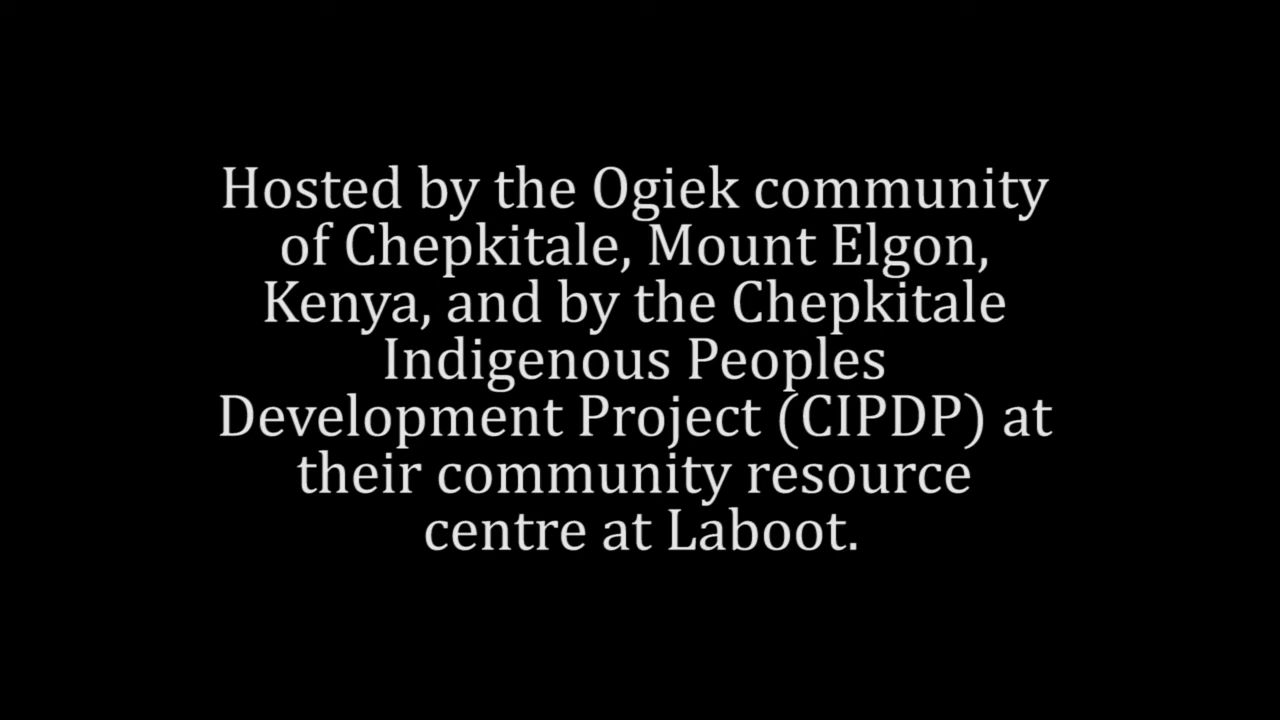 Hosted by the Ogiek community
of Chepkitale, Mount Elgon,
Kenya, and by the Chepkitale
Indigenous Peoples
Development Project (CIPDP) at
their community resource
centre at Laboot.